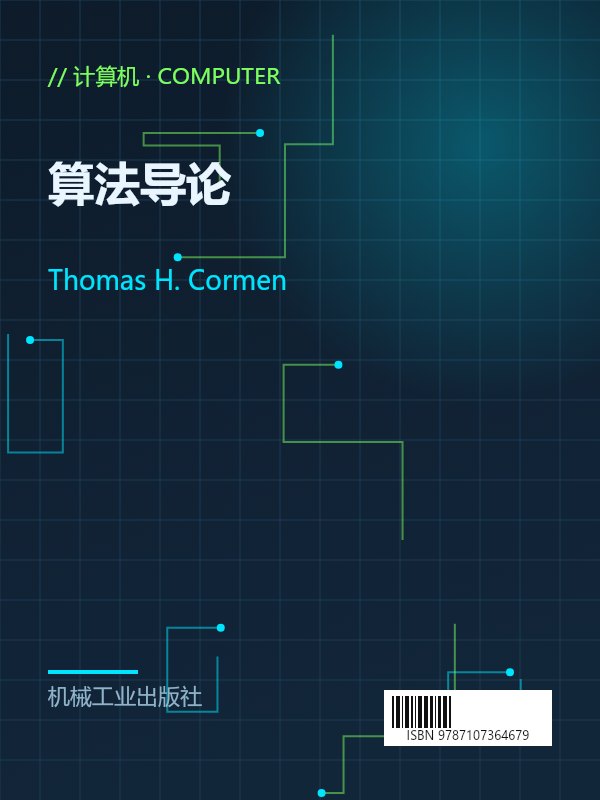 // 计算机 · COMPUTER
算法导论
Thomas H. Cormen
机械工业出版社
ISBN 9787107364679